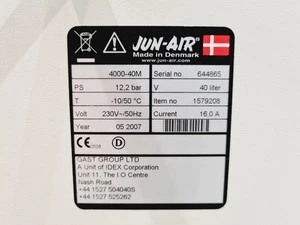 JUN-AIR®
Made in Denmark
jun-air.com
4000-40M Serial no 644865
PS 12,2 bar V 40 liter
T -10/50°C Item no 1579208
Volt 230V~/50Hz Current 16.0 A
Year 05 2007
CE D
GAST GROUP LTD
A Unit of IDEX Corporation
Unit 11, The I O Centre
Nash Road
+44 1527 504040S
+44 1527 525262